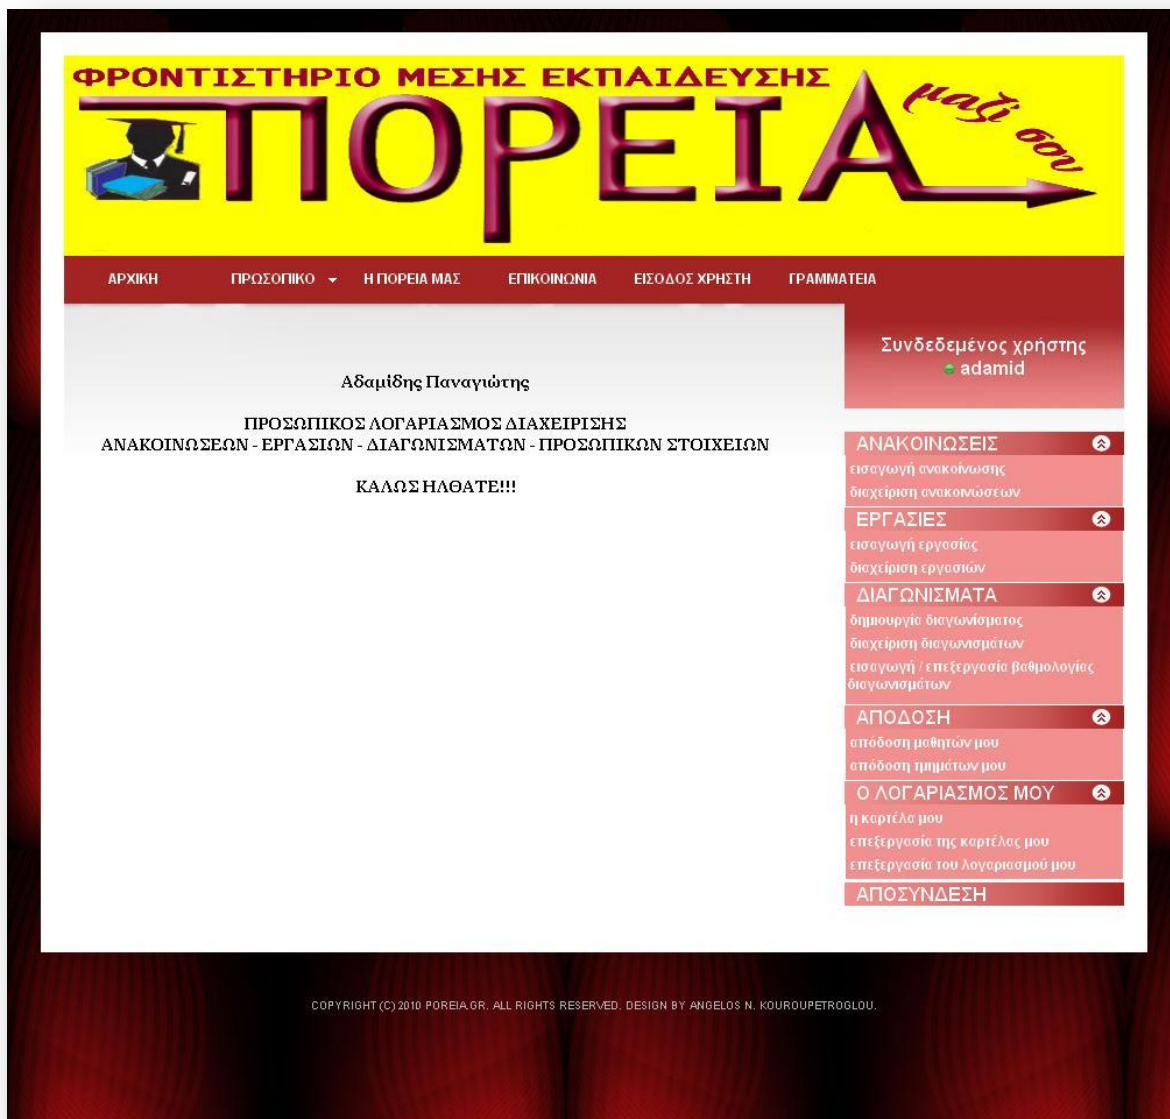 ΦΡΟΝΤΙΣΤΗΡΙΟ ΜΕΣΗΣ ΕΚΠΑΙΔΕΥΣΗΣ
ΠΟΡΕΙΑ
μαζί σου
ΑΡΧΙΚΗ ΠΡΟΣΩΠΙΚΟ Η ΠΟΡΕΙΑ ΜΑΣ ΕΠΙΚΟΙΝΩΝΙΑ ΕΙΣΟΔΟΣ ΧΡΗΣΤΗ ΓΡΑΜΜΑΤΕΙΑ
Αδαμίδης Παναγιώτης
ΠΡΟΣΩΠΙΚΟΣ ΛΟΓΑΡΙΑΣΜΟΣ ΔΙΑΧΕΙΡΙΣΗΣ
ΑΝΑΚΟΙΝΩΣΕΩΝ - ΕΡΓΑΣΙΩΝ - ΔΙΑΓΩΝΙΣΜΑΤΩΝ - ΠΡΟΣΩΠΙΚΩΝ ΣΤΟΙΧΕΙΩΝ
ΚΑΛΩΣ ΗΛΘΑΤΕ!!!
Συνδεδεμένος χρήστης
adamid
ΑΝΑΚΟΙΝΩΣΕΙΣ
εισαγωγή ανακοίνωσης
διαχείριση ανακοινώσεων
ΕΡΓΑΣΙΕΣ
εισαγωγή εργασίας
διαχείριση εργασιών
ΔΙΑΓΩΝΙΣΜΑΤΑ
δημιουργία διαγωνίσματος
διαχείριση διαγωνισμάτων
εισαγωγή / επεξεργασία βαθμολογίας
διαγωνισμάτων
ΑΠΟΔΟΣΗ
απόδοση μαθητών μου
απόδοση τμημάτων μου
Ο ΛΟΓΑΡΙΑΣΜΟΣ ΜΟΥ
η καρτέλα μου
επεξεργασία της καρτέλας μου
επεξεργασία του λογαριασμού μου
ΑΠΟΣΥΝΔΕΣΗ
COPYRIGHT (C) 2010 POREIA.GR. ALL RIGHTS RESERVED. DESIGN BY ANGELOS N. KOUROUPETROGLOU.